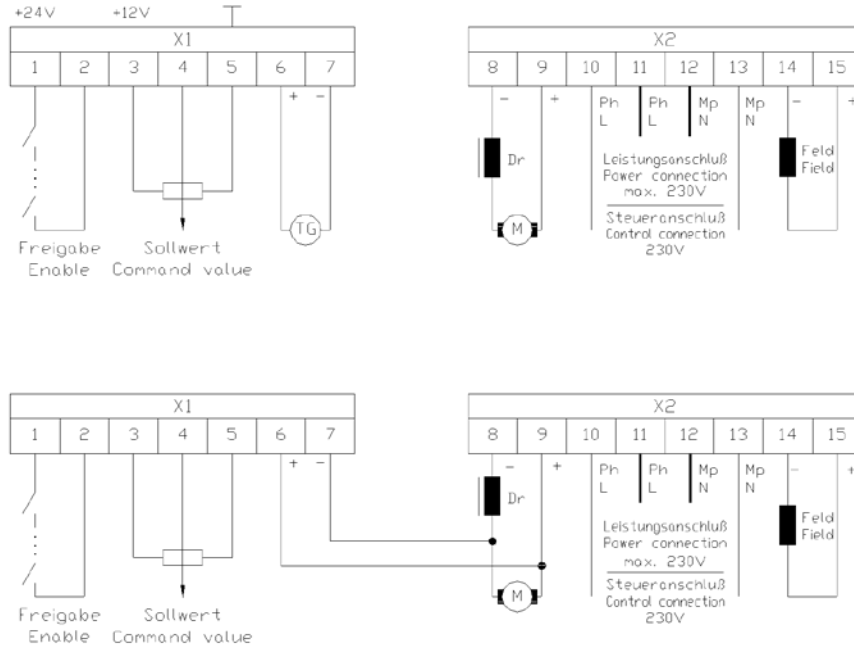 +24V +12V
X1 X2
1 2 3 4 5 6 7 8 9 10 11 12 13 14 15
+ - - + Ph Ph Mp Mp - +
L L N N
Dr
Feld
Field
Leistungsanschluß
Power connection
max. 230V
Steueranschluß
Control connection
230V
TG
M
Freigabe Sollwert
Enable Command value
X1 X2
1 2 3 4 5 6 7 8 9 10 11 12 13 14 15
+ - - + Ph Ph Mp Mp - +
L L N N
Dr
Feld
Field
Leistungsanschluß
Power connection
max. 230V
Steueranschluß
Control connection
230V
M
Freigabe Sollwert
Enable Command value